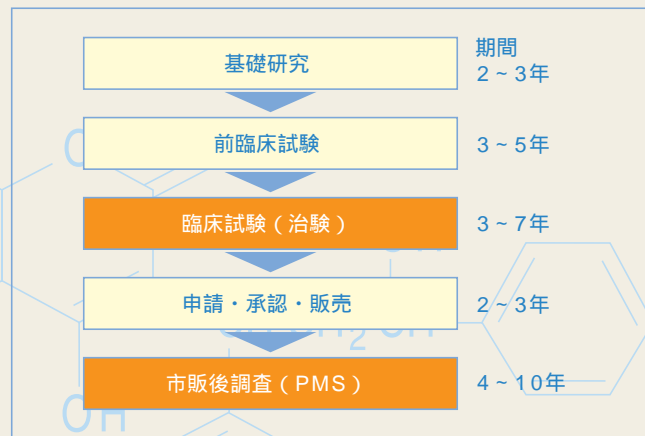 期間
基礎研究 2～3年
前臨床試験 3～5年
臨床試験（治験） 3～7年
申請・承認・販売 2～3年
市販後調査（PMS） 4～10年
OH